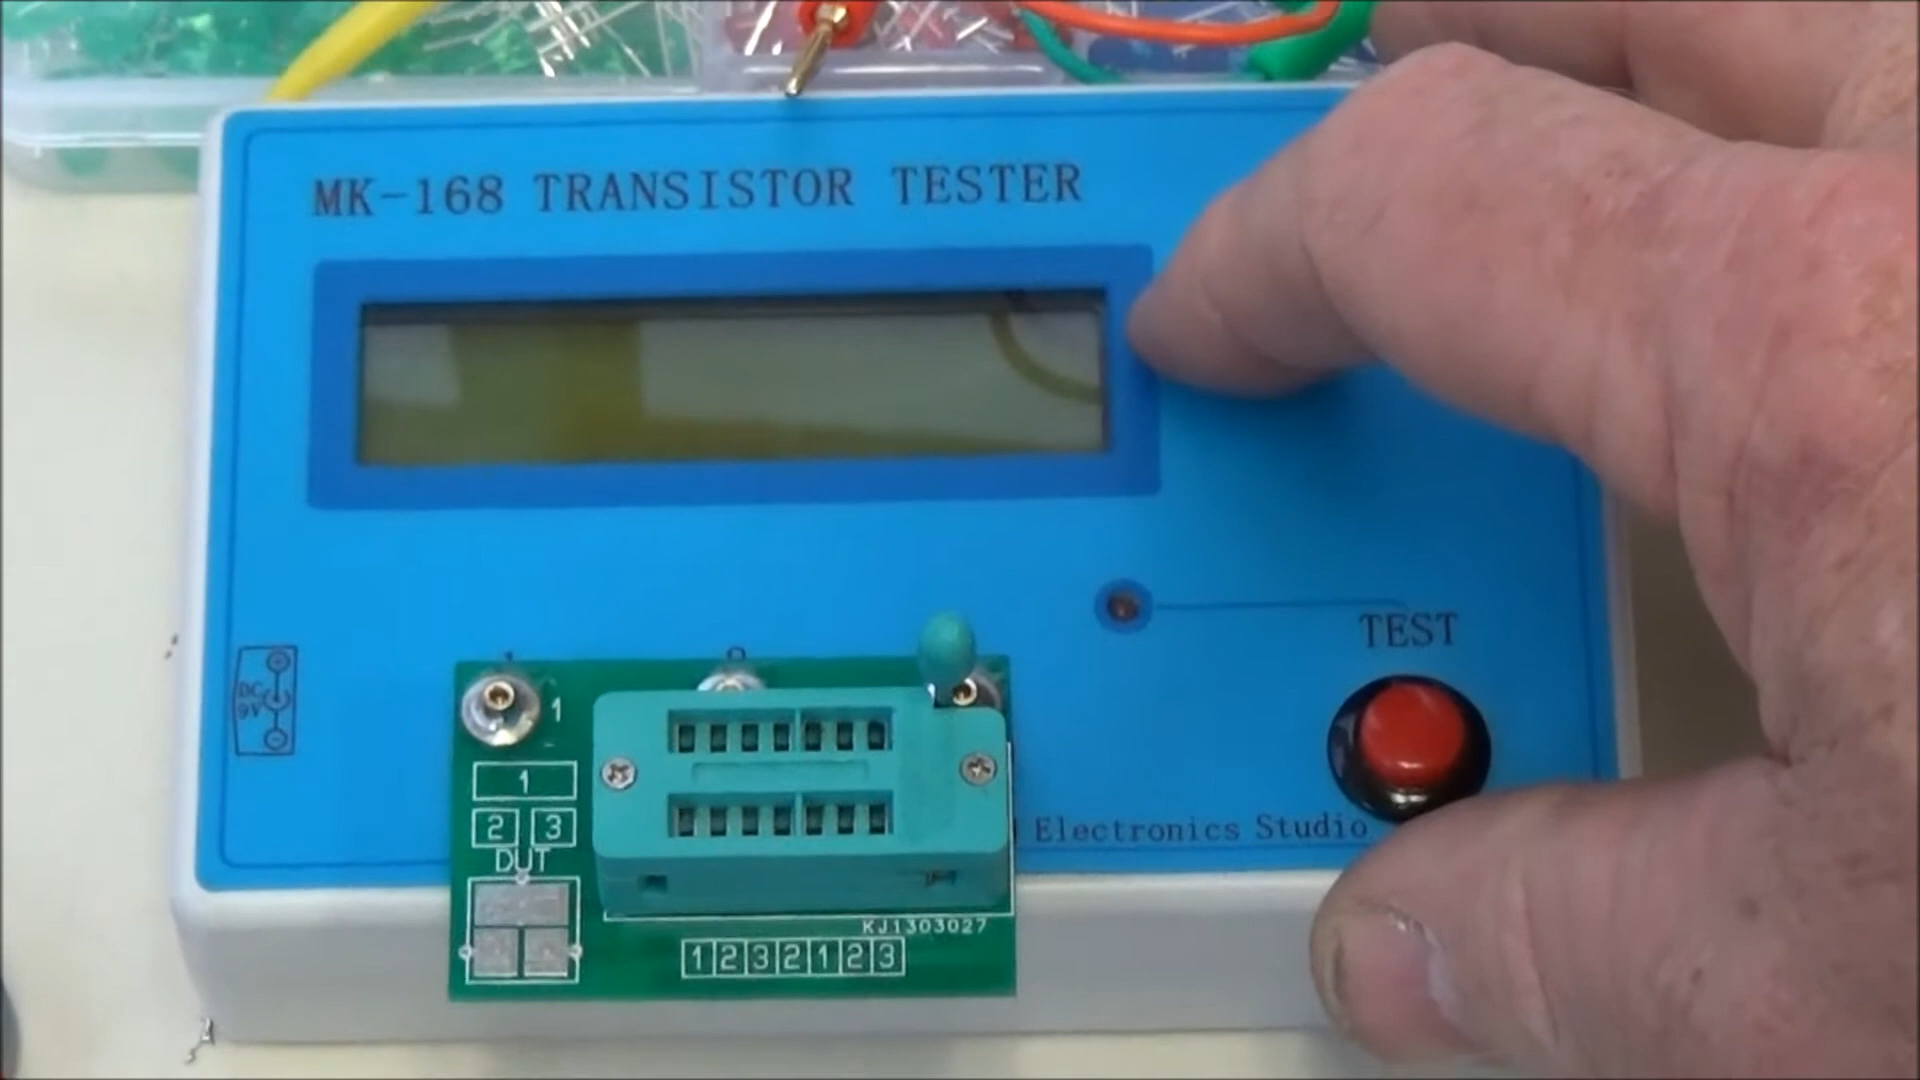 MK-168 TRANSISTOR TESTER
TEST
DC
9V
1
1
2 3
DUT
Electronics Studio
KJ1303027
1 2 3 2 1 2 3